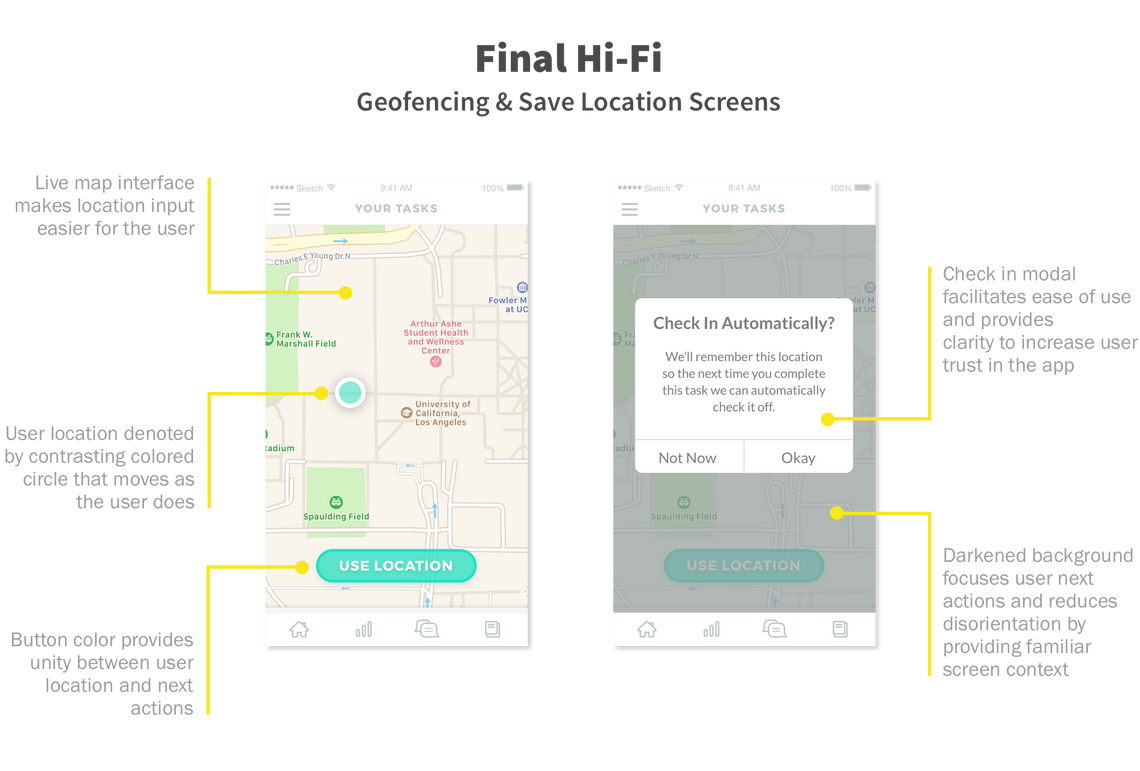 Final Hi-Fi
Geofencing & Save Location Screens
Live map interface
makes location input
easier for the user
User location denoted
by contrasting colored
circle that moves as
the user does
Button color provides
unity between user
location and next
actions
Sketch
9:41 AM
100%
YOUR TASKS
Charles E Young Dr N
Fowler M
at UC
Arthur Ashe
Student Health
and Wellness
Center
Frank W.
Marshall Field
University of
California,
Los Angeles
tadium
Spaulding Field
USE LOCATION
Sketch
9:41 AM
100%
YOUR TASKS
Charles E Young Dr N
Fowler M
at UC
Check In Automatically?
We'll remember this location
so the next time you complete
this task we can automatically
check it off.
Not Now
Okay
tadiu
Spaulding Field
USE LOCATION
Check in modal
facilitates ease of use
and provides
clarity to increase user
trust in the app
Darkened background
focuses user next
actions and reduces
disorientation by
providing familiar
screen context